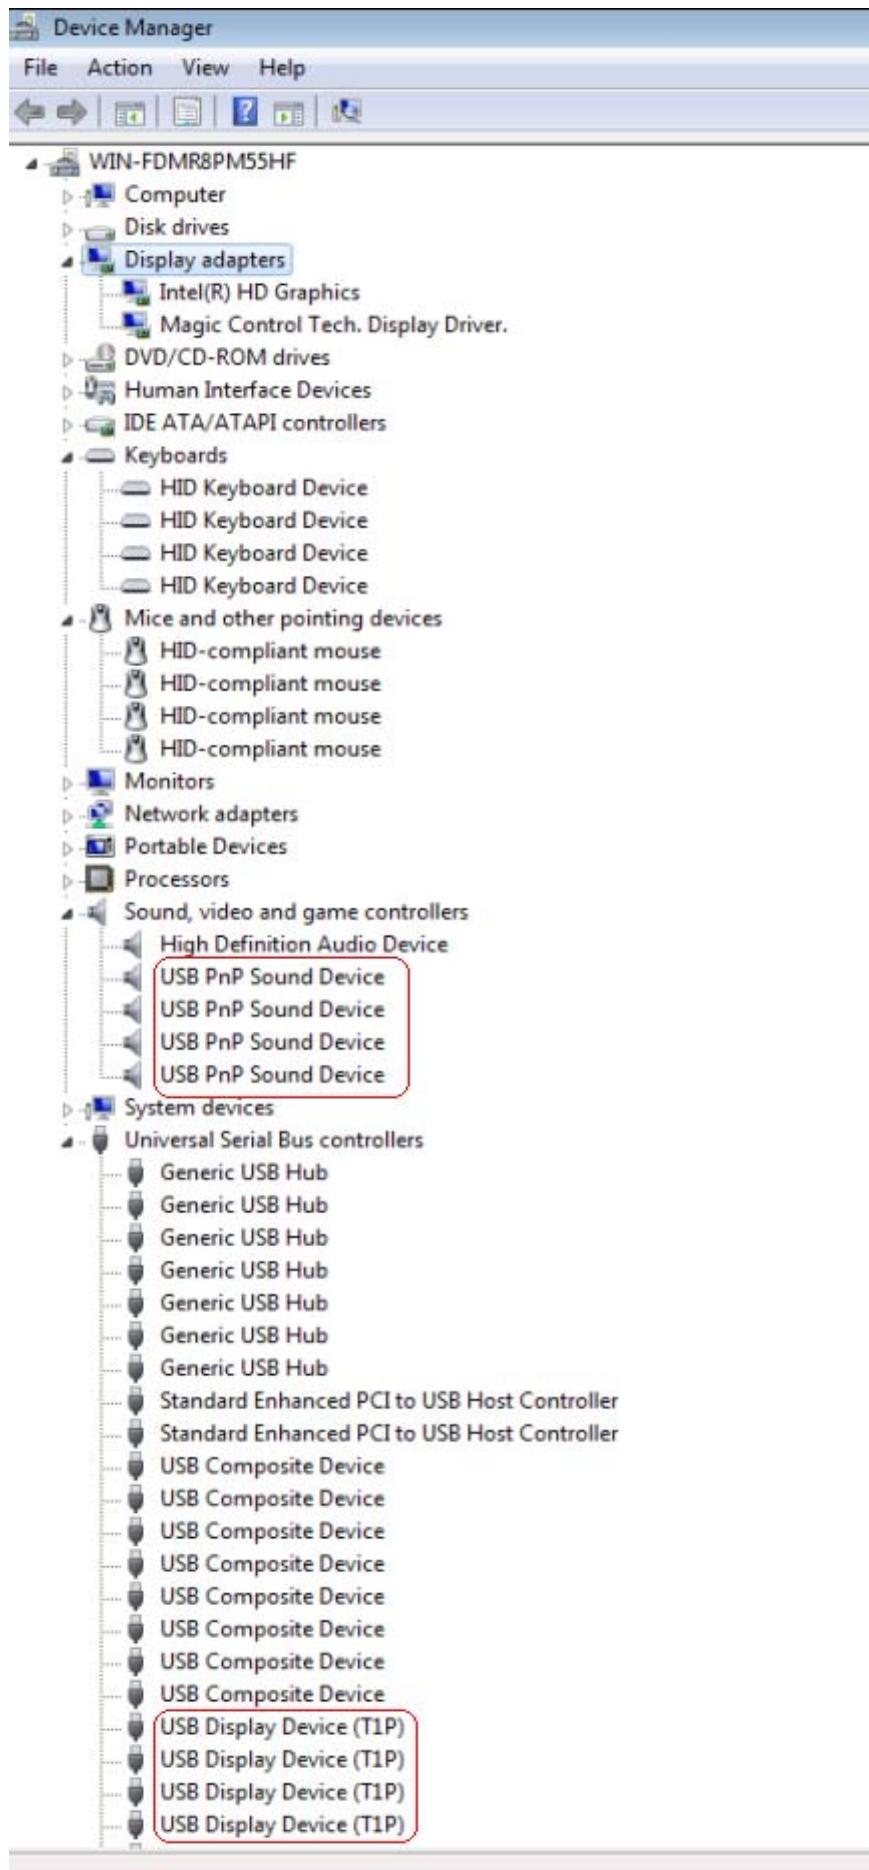 Device Manager
File Action View Help
WIN-FDMR8PM55HF
Computer
Disk drives
Display adapters
Intel(R) HD Graphics
Magic Control Tech. Display Driver.
DVD/CD-ROM drives
Human Interface Devices
IDE ATA/ATAPI controllers
Keyboards
HID Keyboard Device
HID Keyboard Device
HID Keyboard Device
HID Keyboard Device
Mice and other pointing devices
HID-compliant mouse
HID-compliant mouse
HID-compliant mouse
HID-compliant mouse
Monitors
Network adapters
Portable Devices
Processors
Sound, video and game controllers
High Definition Audio Device
USB PnP Sound Device
USB PnP Sound Device
USB PnP Sound Device
USB PnP Sound Device
System devices
Universal Serial Bus controllers
Generic USB Hub
Generic USB Hub
Generic USB Hub
Generic USB Hub
Generic USB Hub
Generic USB Hub
Generic USB Hub
Standard Enhanced PCI to USB Host Controller
Standard Enhanced PCI to USB Host Controller
USB Composite Device
USB Composite Device
USB Composite Device
USB Composite Device
USB Composite Device
USB Composite Device
USB Composite Device
USB Composite Device
USB Display Device (T1P)
USB Display Device (T1P)
USB Display Device (T1P)
USB Display Device (T1P)